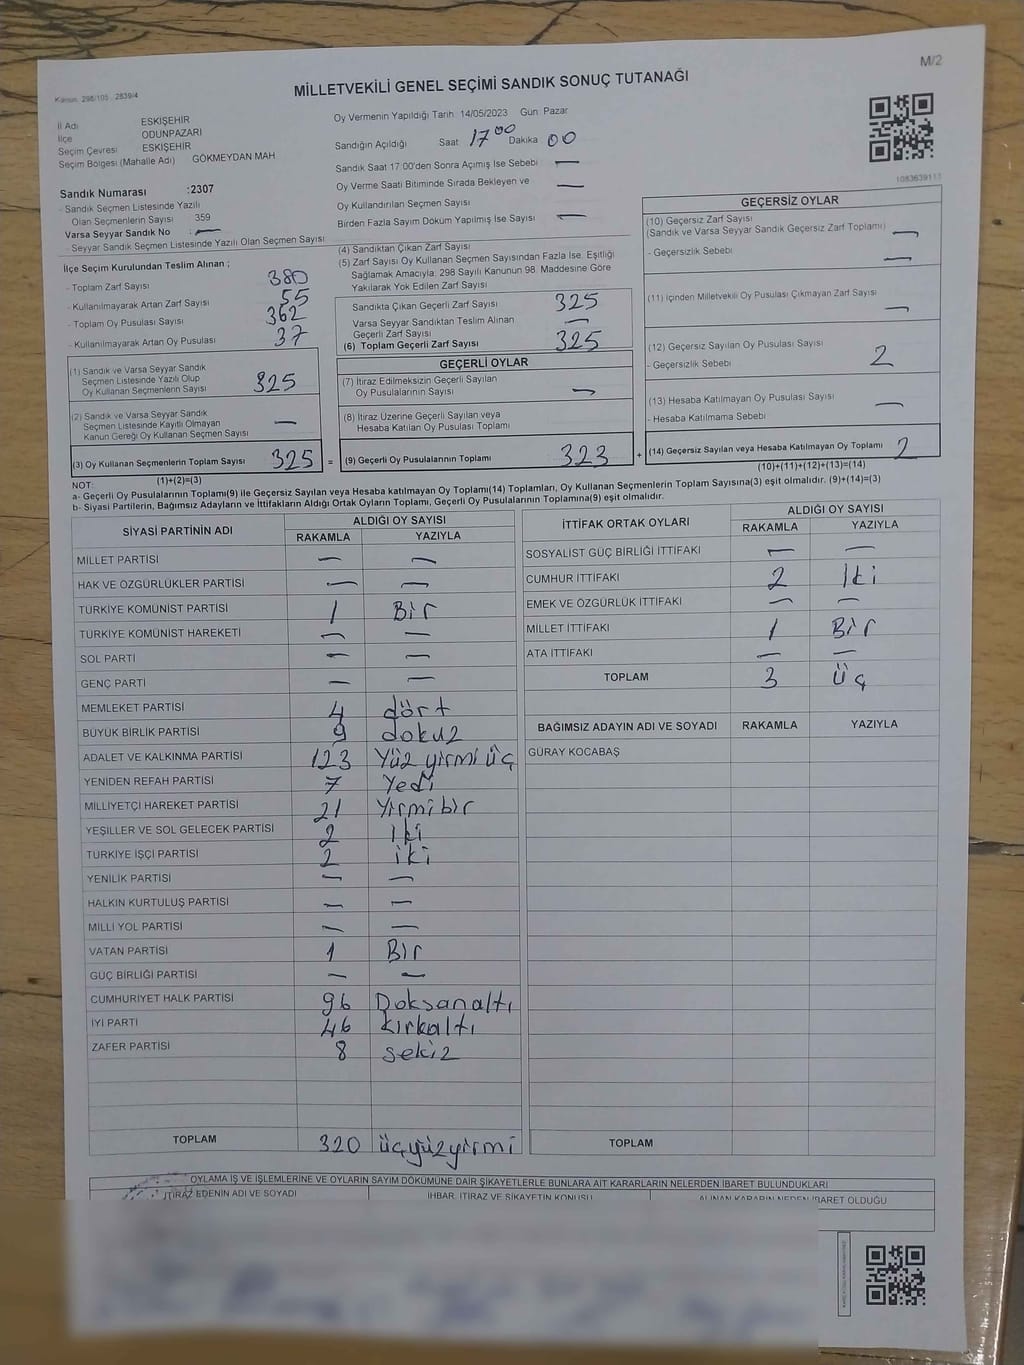 M/2
Kanun: 298/105 , 2839/4
MİLLETVEKİLİ GENEL SEÇİMİ SANDIK SONUÇ TUTANAĞI
İl Adı ESKİŞEHİR
İlçe ODUNPAZARI
Seçim Çevresi ESKİŞEHİR
Seçim Bölgesi (Mahalle Adı) GÖKMEYDAN MAH
Sandık Numarası :2307
- Sandık Seçmen Listesinde Yazılı
Olan Seçmenlerin Sayısı 359
Varsa Seyyar Sandık No : —
- Seyyar Sandık Seçmen Listesinde Yazılı Olan Seçmen Sayısı
İlçe Seçim Kurulundan Teslim Alınan ;
- Toplam Zarf Sayısı 380
- Kullanılmayarak Artan Zarf Sayısı 55
- Toplam Oy Pusulası Sayısı 362
- Kullanılmayarak Artan Oy Pusulası 37
(1) Sandık ve Varsa Seyyar Sandık
Seçmen Listesinde Yazılı Olup
Oy Kullanan Seçmenlerin Sayısı 325
(2) Sandık ve Varsa Seyyar Sandık
Seçmen Listesinde Kayıtlı Olmayan
Kanun Gereği Oy Kullanan Seçmen Sayısı —
(3) Oy Kullanan Seçmenlerin Toplam Sayısı 325 =
(1)+(2)=(3)
Oy Vermenin Yapıldığı Tarih 14/05/2023 Gün Pazar
Sandığın Açıldığı Saat 17 00 Dakika 00
Sandık Saat 17:00'den Sonra Açımış İse Sebebi —
Oy Verme Saati Bitiminde Sırada Bekleyen ve
Oy Kullandırılan Seçmen Sayısı —
Birden Fazla Sayım Döküm Yapılmış İse Sayısı —
(4) Sandıktan Çıkan Zarf Sayısı
(5) Zarf Sayısı Oy Kullanan Seçmen Sayısından Fazla İse, Eşitliği
Sağlamak Amacıyla, 298 Sayılı Kanunun 98. Maddesine Göre
Yakılarak Yok Edilen Zarf Sayısı
Sandıkta Çıkan Geçerli Zarf Sayısı 325
Varsa Seyyar Sandıktan Teslim Alınan
Geçerli Zarf Sayısı —
(6) Toplam Geçerli Zarf Sayısı 325
GEÇERLİ OYLAR
(7) İtiraz Edilmeksizin Geçerli Sayılan
Oy Pusulalarının Sayısı —
(8) İtiraz Üzerine Geçerli Sayılan veya
Hesaba Katılan Oy Pusulası Toplamı
(9) Geçerli Oy Pusulalarının Toplamı 323 +
1083639111
GEÇERSİZ OYLAR
(10) Geçersiz Zarf Sayısı
(Sandık ve Varsa Seyyar Sandık Geçersiz Zarf Toplamı) —
- Geçersizlik Sebebi —
(11) İçinden Milletvekili Oy Pusulası Çıkmayan Zarf Sayısı —
(12) Geçersiz Sayılan Oy Pusulası Sayısı 2
- Geçersizlik Sebebi
(13) Hesaba Katılmayan Oy Pusulası Sayısı —
- Hesaba Katılmama Sebebi
(14) Geçersiz Sayılan veya Hesaba Katılmayan Oy Toplamı 2
(10)+(11)+(12)+(13)=(14)
NOT:
a- Geçerli Oy Pusulalarının Toplamı(9) ile Geçersiz Sayılan veya Hesaba katılmayan Oy Toplamı(14) Toplamları, Oy Kullanan Seçmenlerin Toplam Sayısına(3) eşit olmalıdır. (9)+(14)=(3)
b- Siyasi Partilerin, Bağımsız Adayların ve İttifakların Aldığı Ortak Oyların Toplamı, Geçerli Oy Pusulalarının Toplamına(9) eşit olmalıdır.
SİYASİ PARTİNİN ADI ALDIĞI OY SAYISI
RAKAMLA YAZIYLA
MİLLET PARTİSİ — —
HAK VE ÖZGÜRLÜKLER PARTİSİ — —
TÜRKİYE KOMÜNİST PARTİSİ 1 Bir
TÜRKİYE KOMÜNİST HAREKETİ — —
SOL PARTİ — —
GENÇ PARTİ — —
MEMLEKET PARTİSİ 4 dört
BÜYÜK BİRLİK PARTİSİ 9 dokuz
ADALET VE KALKINMA PARTİSİ 123 Yüz yirmi üç
YENİDEN REFAH PARTİSİ 7 Yedi
MİLLİYETÇİ HAREKET PARTİSİ 21 Yirmibir
YEŞİLLER VE SOL GELECEK PARTİSİ 2 İki
TÜRKİYE İŞÇİ PARTİSİ 2 iki
YENİLİK PARTİSİ — —
HALKIN KURTULUŞ PARTİSİ — —
MİLLİ YOL PARTİSİ — —
VATAN PARTİSİ 1 Bir
GÜÇ BİRLİĞİ PARTİSİ — —
CUMHURİYET HALK PARTİSİ 96 Doksanaltı
İYİ PARTİ 46 Kırkaltı
ZAFER PARTİSİ 8 sekiz
TOPLAM 320 üçyüzyirmi
İTTİFAK ORTAK OYLARI ALDIĞI OY SAYISI
RAKAMLA YAZIYLA
SOSYALİST GÜÇ BİRLİĞİ İTTİFAKI — —
CUMHUR İTTİFAKI 2 İki
EMEK VE ÖZGÜRLÜK İTTİFAKI — —
MİLLET İTTİFAKI 1 Bir
ATA İTTİFAKI — —
TOPLAM 3 üç
BAĞIMSIZ ADAYIN ADI VE SOYADI RAKAMLA YAZIYLA
GÜRAY KOCABAŞ
TOPLAM
OYLAMA İŞ VE İŞLEMLERİNE VE OYLARIN SAYIM DÖKÜMÜNE DAİR ŞİKAYETLERLE BUNLARA AİT KARARLARIN NELERDEN İBARET BULUNDUKLARI
İTİRAZ EDENİN ADI VE SOYADI İHBAR, İTİRAZ VE ŞİKAYETİN KONUSU ALINAN KARARIN NEDEN İBARET OLDUĞU